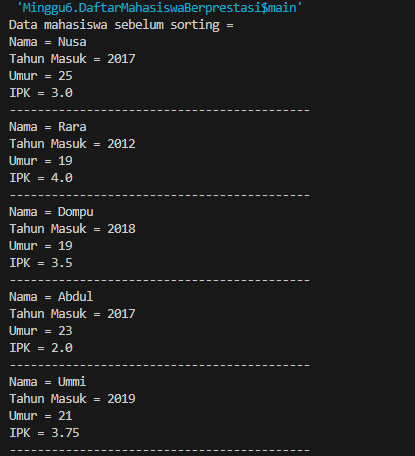 'Minggu6.DaftarMahasiswaBerprestasi$main'
Data mahasiswa sebelum sorting =
Nama = Nusa
Tahun Masuk = 2017
Umur = 25
IPK = 3.0
-------------------------------------------
Nama = Rara
Tahun Masuk = 2012
Umur = 19
IPK = 4.0
-------------------------------------------
Nama = Dompu
Tahun Masuk = 2018
Umur = 19
IPK = 3.5
-------------------------------------------
Nama = Abdul
Tahun Masuk = 2017
Umur = 23
IPK = 2.0
-------------------------------------------
Nama = Ummi
Tahun Masuk = 2019
Umur = 21
IPK = 3.75
-------------------------------------------